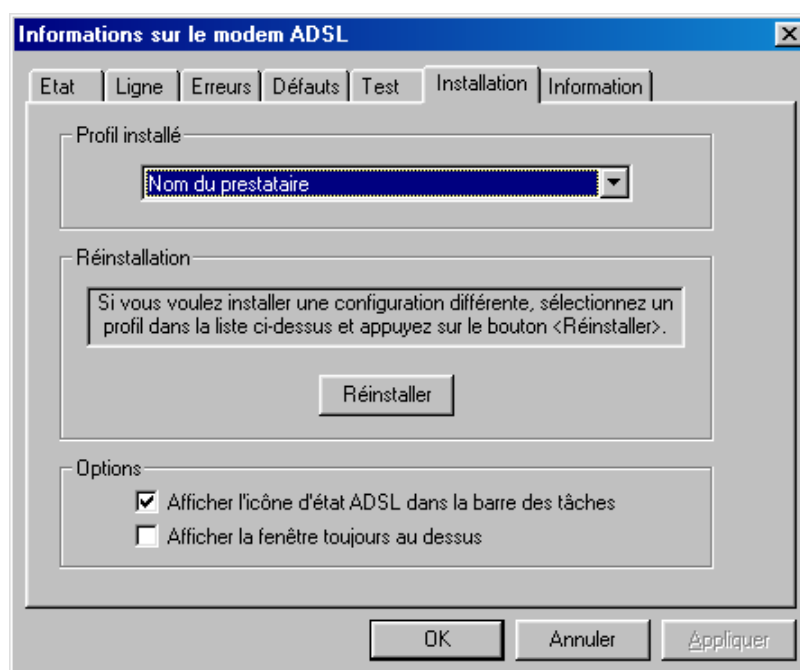 Informations sur le modem ADSL
Etat Ligne Erreurs Défauts Test Installation Information
Profil installé
Nom du prestataire
Réinstallation
Si vous voulez installer une configuration différente, sélectionnez un
profil dans la liste ci-dessus et appuyez sur le bouton <Réinstaller>.
Réinstaller
Options
Afficher l'icône d'état ADSL dans la barre des tâches
Afficher la fenêtre toujours au dessus
OK Annuler Appliquer